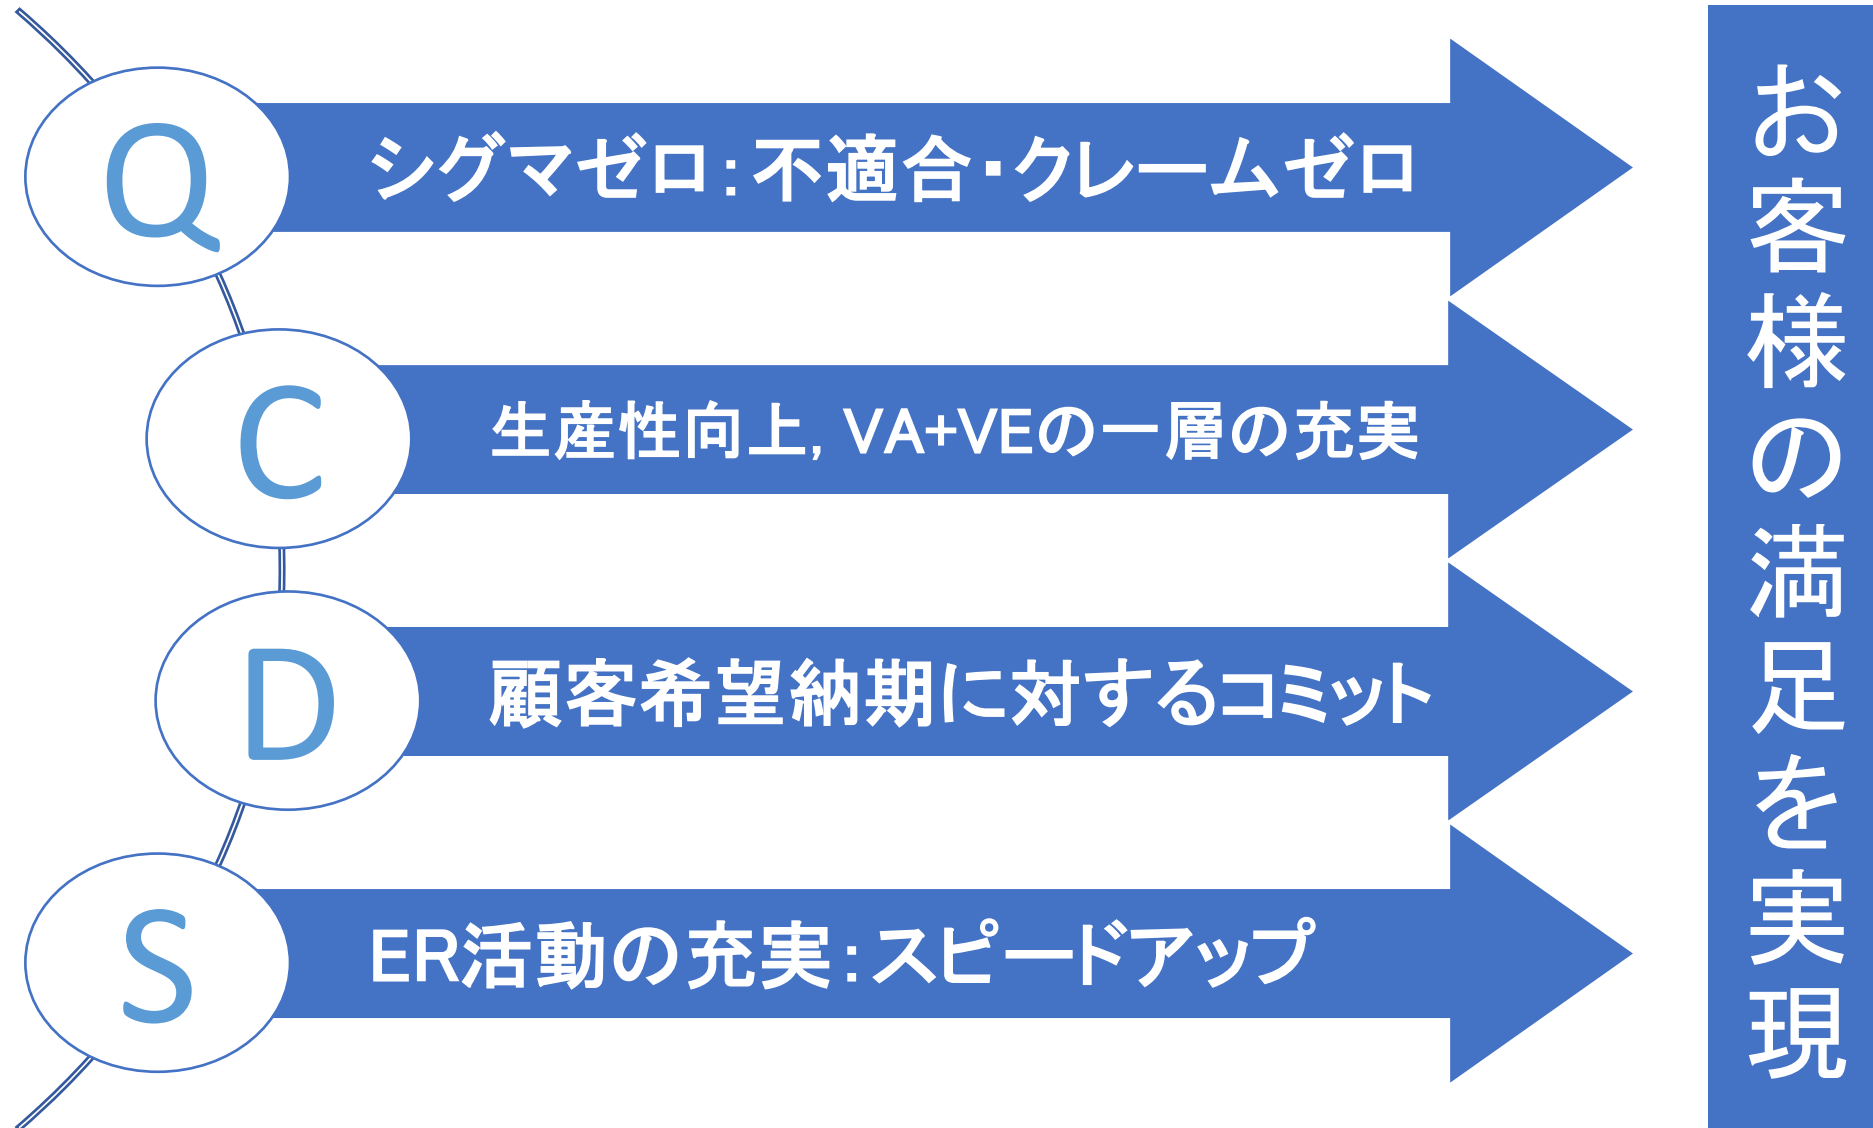 Q
シグマゼロ：不適合・クレームゼロ
C
生産性向上，VA+VEの一層の充実
D
顧客希望納期に対するコミット
S
ER活動の充実：スピードアップ
お客様の満足を実現